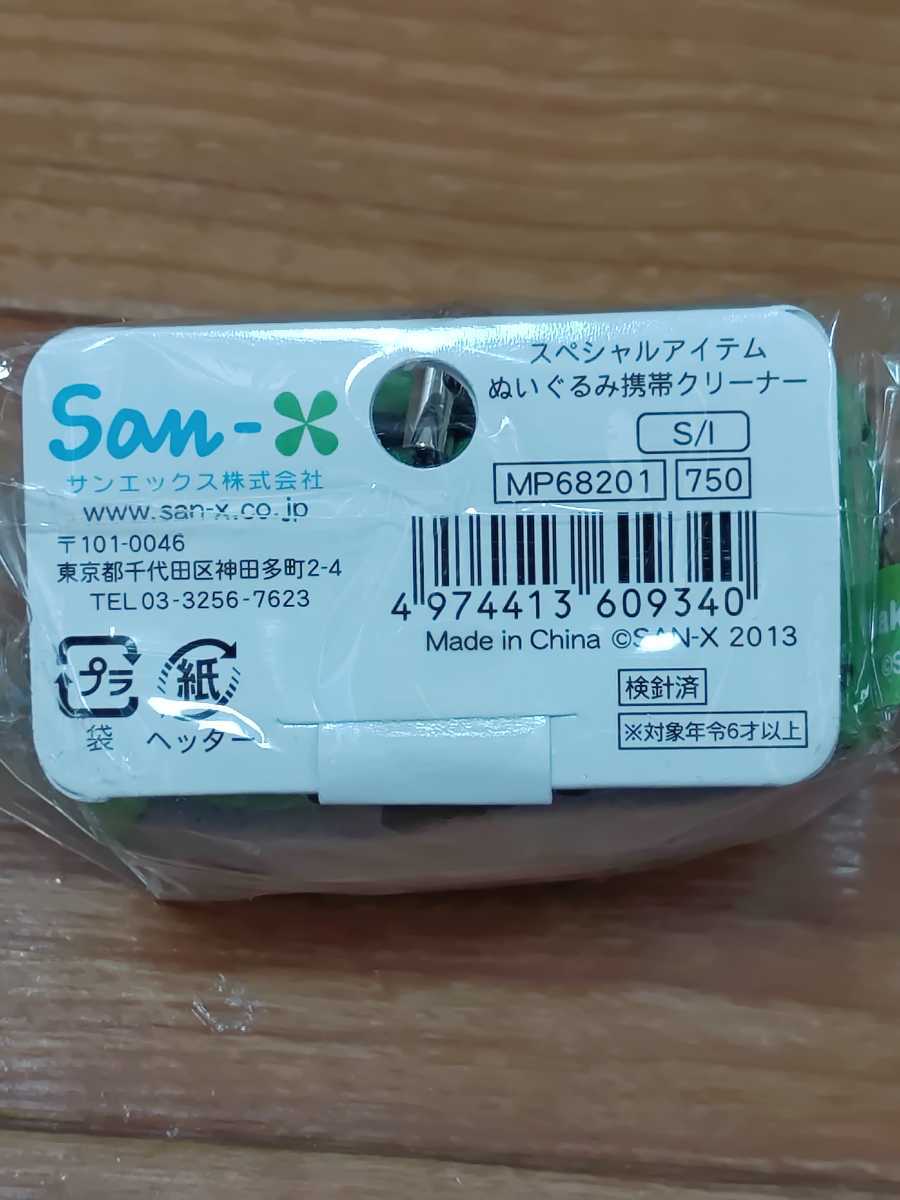 San-X
サンエックス株式会社
www.san-x.co.jp
〒101-0046
東京都千代田区神田多町2-4
TEL 03-3256-7623
プラ
袋
紙
ヘッター
スペシャルアイテム
ぬいぐるみ携帯クリーナー
S/I
MP68201 750
4 974413 609340
Made in China ©SAN-X 2013
検針済
※対象年令6才以上
ak
©S